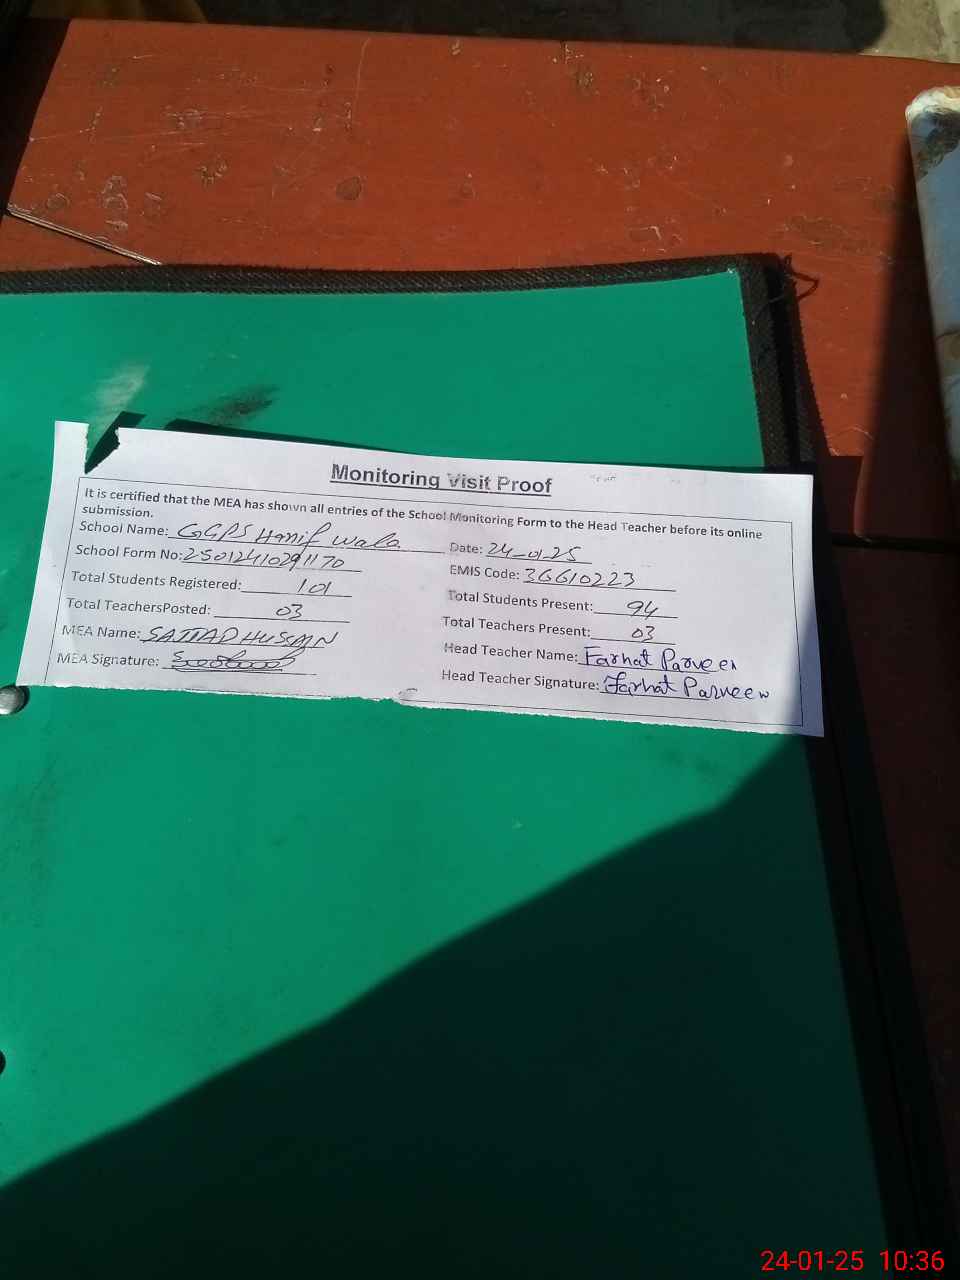 Monitoring Visit Proof
It is certified that the MEA has shown all entries of the School Monitoring Form to the Head Teacher before its online
submission.
School Name: GGPS Hanif Wala Date: 24-01-25
School Form No: 25012410291170 EMIS Code: 36610223
Total Students Registered: 101 Total Students Present: 94
Total TeachersPosted: 03 Total Teachers Present: 03
MEA Name: SAJJAD HUSSAIN Head Teacher Name: Farhat Parveen
MEA Signature: Head Teacher Signature: Farhat Parveen
24-01-25 10:36